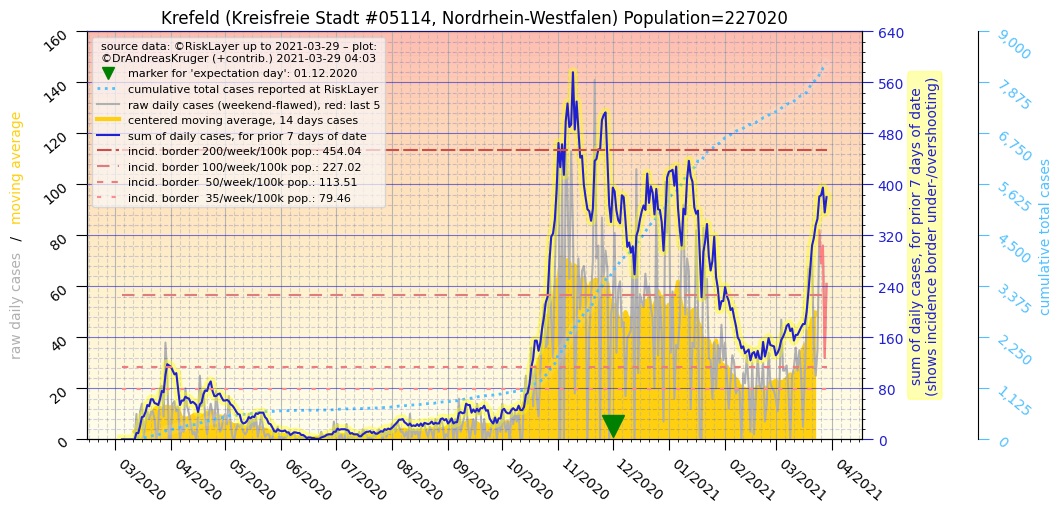 Krefeld (Kreisfreie Stadt #05114, Nordrhein-Westfalen) Population=227020
source data: ©RiskLayer up to 2021-03-29 – plot:
©DrAndreasKruger (+contrib.) 2021-03-29 04:03
marker for 'expectation day': 01.12.2020
cumulative total cases reported at RiskLayer
raw daily cases (weekend-flawed), red: last 5
centered moving average, 14 days cases
sum of daily cases, for prior 7 days of date
incid. border 200/week/100k pop.: 454.04
incid. border 100/week/100k pop.: 227.02
incid. border  50/week/100k pop.: 113.51
incid. border  35/week/100k pop.: 79.46
raw daily cases / moving average
160
140
120
100
80
60
40
20
0
640
560
480
400
320
240
160
80
0
sum of daily cases, for prior 7 days of date
(shows incidence border under-/overshooting)
9,000
7,875
6,750
5,625
4,500
3,375
2,250
1,125
0
cumulative total cases
03/2020
04/2020
05/2020
06/2020
07/2020
08/2020
09/2020
10/2020
11/2020
12/2020
01/2021
02/2021
03/2021
04/2021